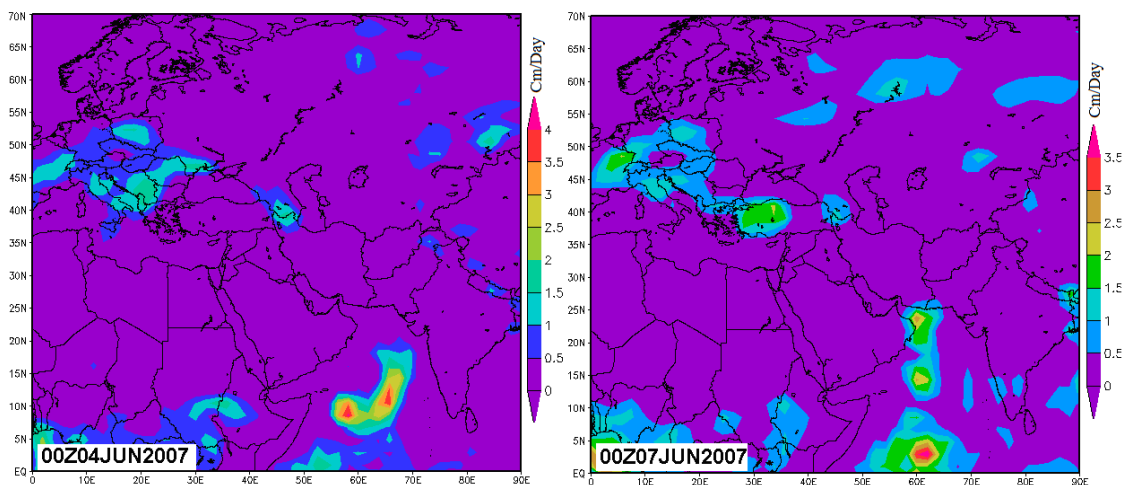 70N
65N
60N
55N
50N
45N
40N
35N
30N
25N
20N
15N
10N
5N
EQ
0
10E
20E
30E
40E
50E
60E
70E
80E
90E
00Z04JUN2007
Cm/Day
4
3.5
3
2.5
2
1.5
1
0.5
0
70N
65N
60N
55N
50N
45N
40N
35N
30N
25N
20N
15N
10N
5N
EQ
0
10E
20E
30E
40E
50E
60E
70E
80E
90E
00Z07JUN2007
Cm/Day
3.5
3
2.5
2
1.5
1
0.5
0